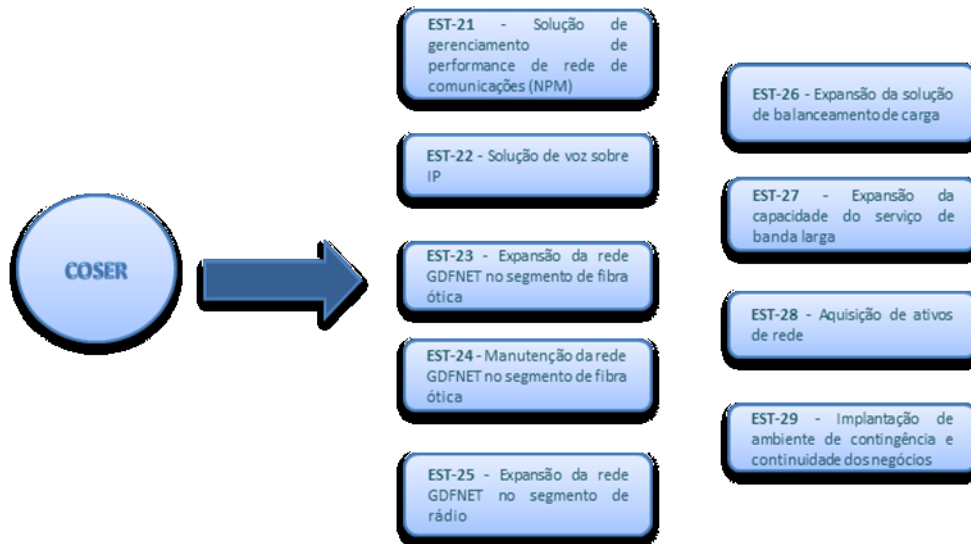 COSER
EST-21 - Solução de
gerenciamento de
performance de rede de
comunicações (NPM)
EST-22 - Solução de voz sobre
IP
EST-23 - Expansão da rede
GDFNET no segmento de fibra
ótica
EST-24 - Manutenção da rede
GDFNET no segmento de fibra
ótica
EST-25 - Expansão da rede
GDFNET no segmento de
rádio
EST-26 - Expansão da solução
de balanceamento de carga
EST-27 - Expansão da
capacidade do serviço de
banda larga
EST-28 - Aquisição de ativos
de rede
EST-29 - Implantação de
ambiente de contingência e
continuidade dos negócios